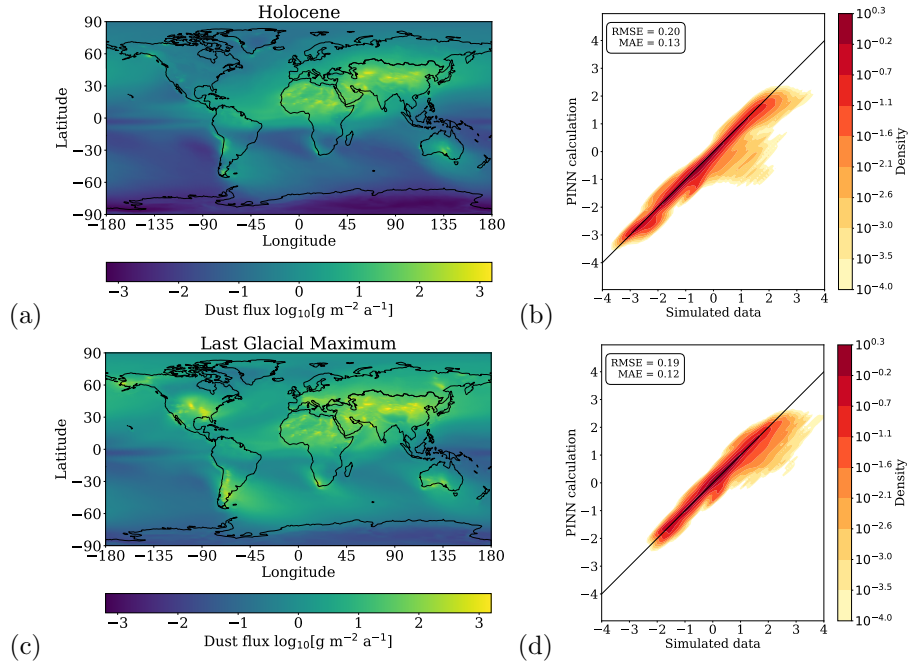 Holocene
90
60
30
0
−30
−60
−90
Latitude
−180 −135 −90 −45 0 45 90 135 180
Longitude
−3 −2 −1 0 1 2 3
Dust flux log10[g m−2 a−1]
(a)
RMSE = 0.20
MAE = 0.13
4
3
2
1
0
−1
−2
−3
−4
PINN calculation
−4 −3 −2 −1 0 1 2 3 4
Simulated data
10^0.3
10^−0.2
10^−0.7
10^−1.1
10^−1.6
10^−2.1
10^−2.6
10^−3.0
10^−3.5
10^−4.0
Density
(b)
Last Glacial Maximum
90
60
30
0
−30
−60
−90
Latitude
−180 −135 −90 −45 0 45 90 135 180
Longitude
−3 −2 −1 0 1 2 3
Dust flux log10[g m−2 a−1]
(c)
RMSE = 0.19
MAE = 0.12
4
3
2
1
0
−1
−2
−3
−4
PINN calculation
−4 −3 −2 −1 0 1 2 3 4
Simulated data
10^0.3
10^−0.2
10^−0.7
10^−1.1
10^−1.6
10^−2.1
10^−2.6
10^−3.0
10^−3.5
10^−4.0
Density
(d)